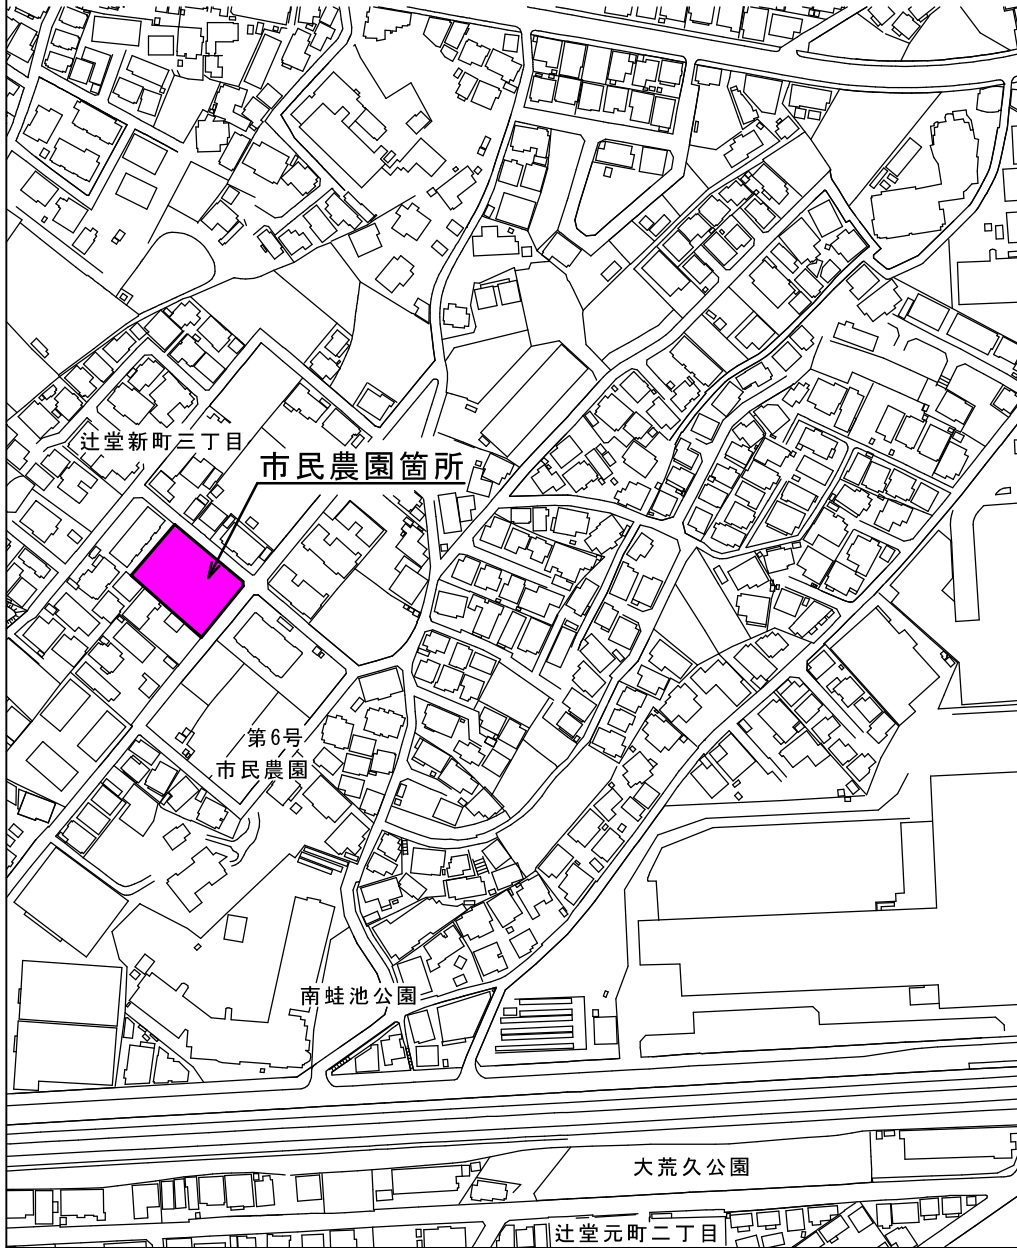 辻堂新町三丁目
市民農園箇所
第6号
市民農園
南蛙池公園
大荒久公園
辻堂元町二丁目